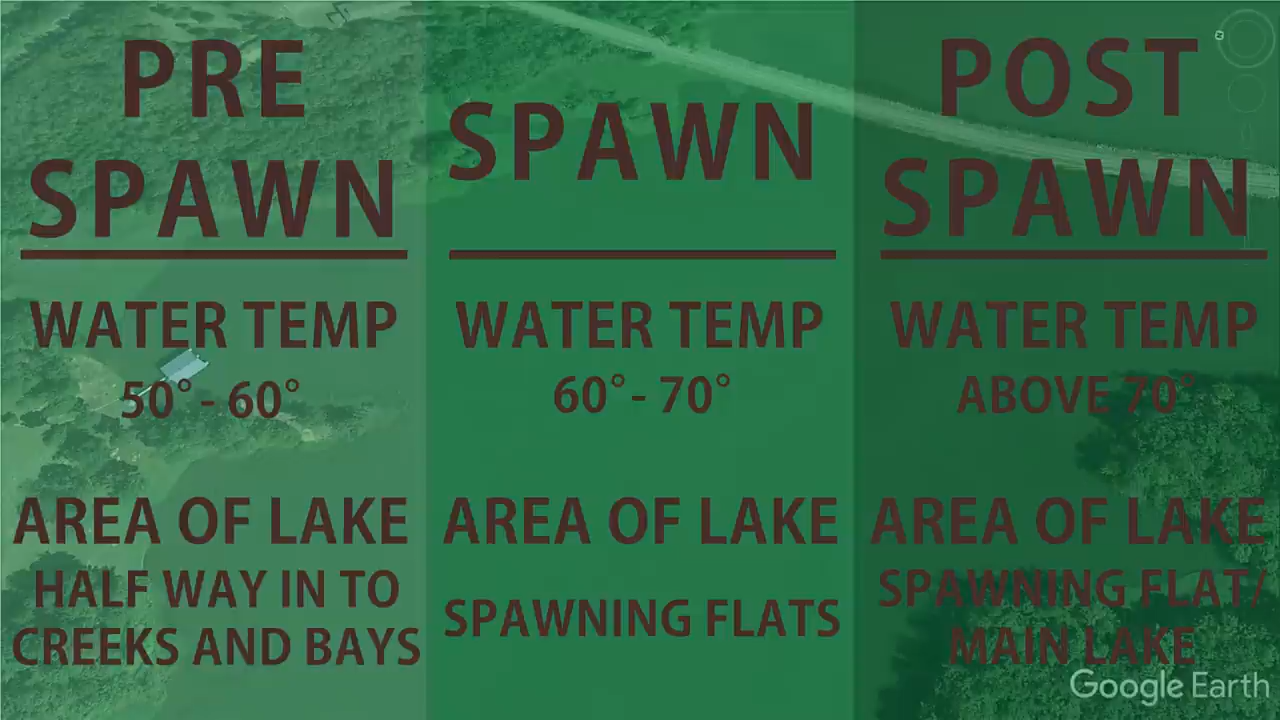 PRE
SPAWN
WATER TEMP
50° - 60°
AREA OF LAKE
HALF WAY IN TO
CREEKS AND BAYS
SPAWN
WATER TEMP
60° - 70°
AREA OF LAKE
SPAWNING FLATS
POST
SPAWN
WATER TEMP
ABOVE 70°
AREA OF LAKE
SPAWNING FLAT/
MAIN LAKE
Google Earth